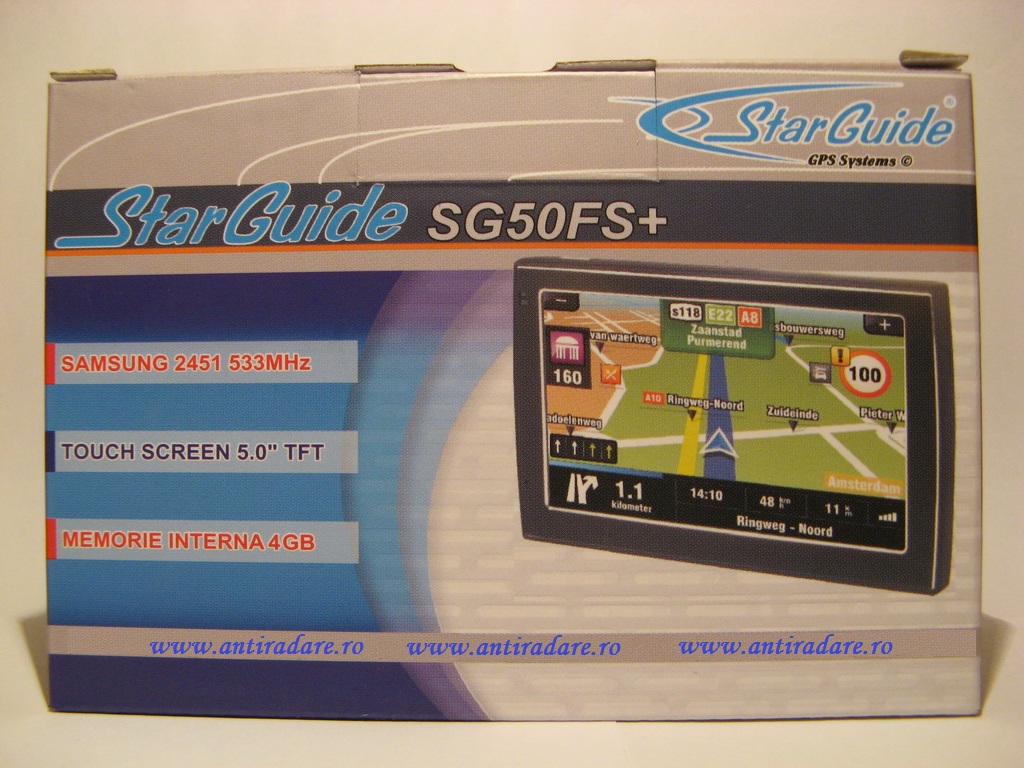 StarGuide®
GPS Systems ©
StarGuide SG50FS+
SAMSUNG 2451 533MHz
TOUCH SCREEN 5.0" TFT
MEMORIE INTERNA 4GB
s118 E22 A8
Zaanstad
Purmerend
van waertweg
sbouwersweg
160
100
A10 Ringweg-Noord
Zuideinde
Pieter W
adoelenweg
Amsterdam
1.1
kilometer
14:10
48 km h
11 k m
Ringweg - Noord
www.antiradare.ro www.antiradare.ro www.antiradare.ro